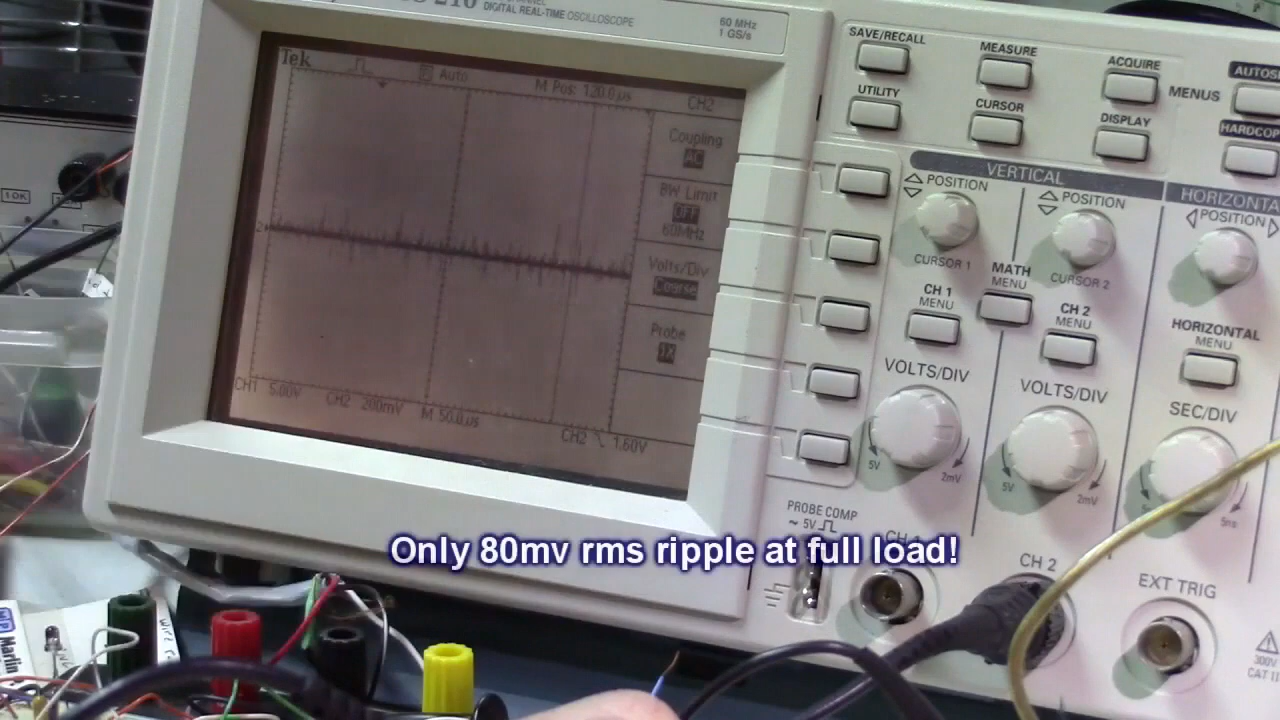 210
DIGITAL REAL-TIME OSCILLOSCOPE
60 MHz
1 GS/s
Tek
Auto
M Pos: 120.0µs
CH2
Coupling
AC
BW Limit
OFF
60MHz
Volts/Div
Coarse
Probe
1X
CH1 5.00V
CH2 200mV
M 50.0µs
CH2
1.60V
SAVE/RECALL
MEASURE
ACQUIRE
MENUS
UTILITY
CURSOR
DISPLAY
VERTICAL
POSITION
POSITION
POSITION
CURSOR 1
CURSOR 2
MATH
MENU
CH 1
MENU
CH 2
MENU
HORIZONTAL
MENU
VOLTS/DIV
VOLTS/DIV
SEC/DIV
5V
2mV
5V
2mV
5ns
PROBE COMP
~ 5V
CH 2
EXT TRIG
300V
Only 80mv rms ripple at full load!
10K
Marlin